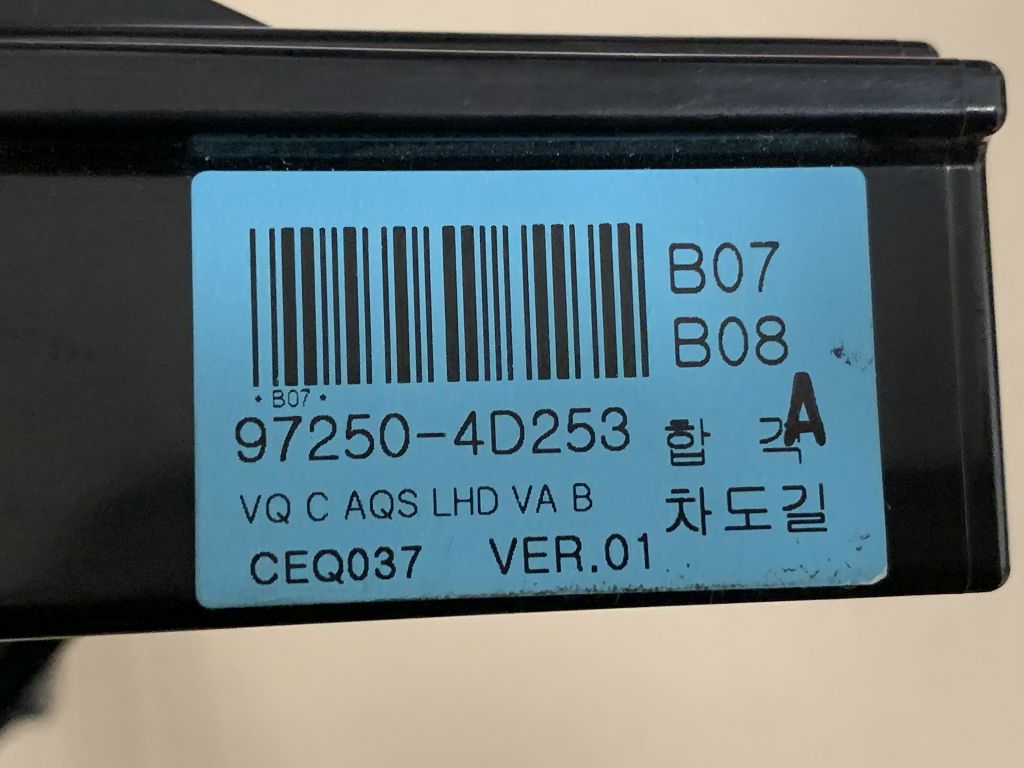 B07
B08
* B07 *
97250-4D253
합 격 A
VQ C AQS LHD VA B
차도길
CEQ037 VER.01